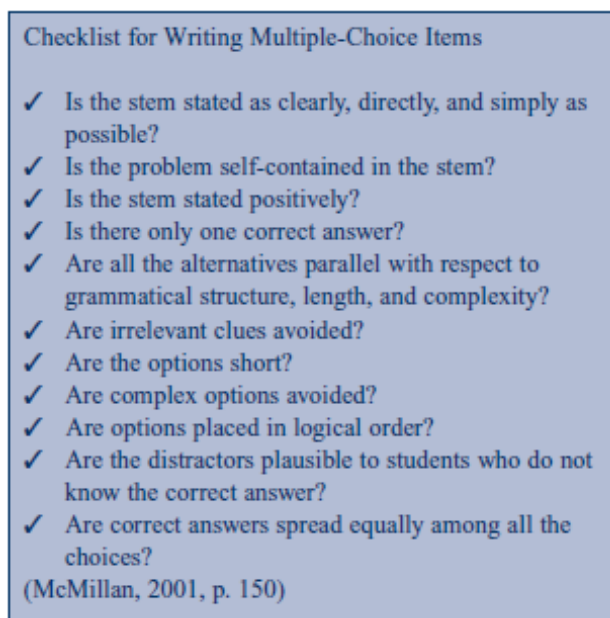 Checklist for Writing Multiple-Choice Items
✓ Is the stem stated as clearly, directly, and simply as
possible?
✓ Is the problem self-contained in the stem?
✓ Is the stem stated positively?
✓ Is there only one correct answer?
✓ Are all the alternatives parallel with respect to
grammatical structure, length, and complexity?
✓ Are irrelevant clues avoided?
✓ Are the options short?
✓ Are complex options avoided?
✓ Are options placed in logical order?
✓ Are the distractors plausible to students who do not
know the correct answer?
✓ Are correct answers spread equally among all the
choices?
(McMillan, 2001, p. 150)